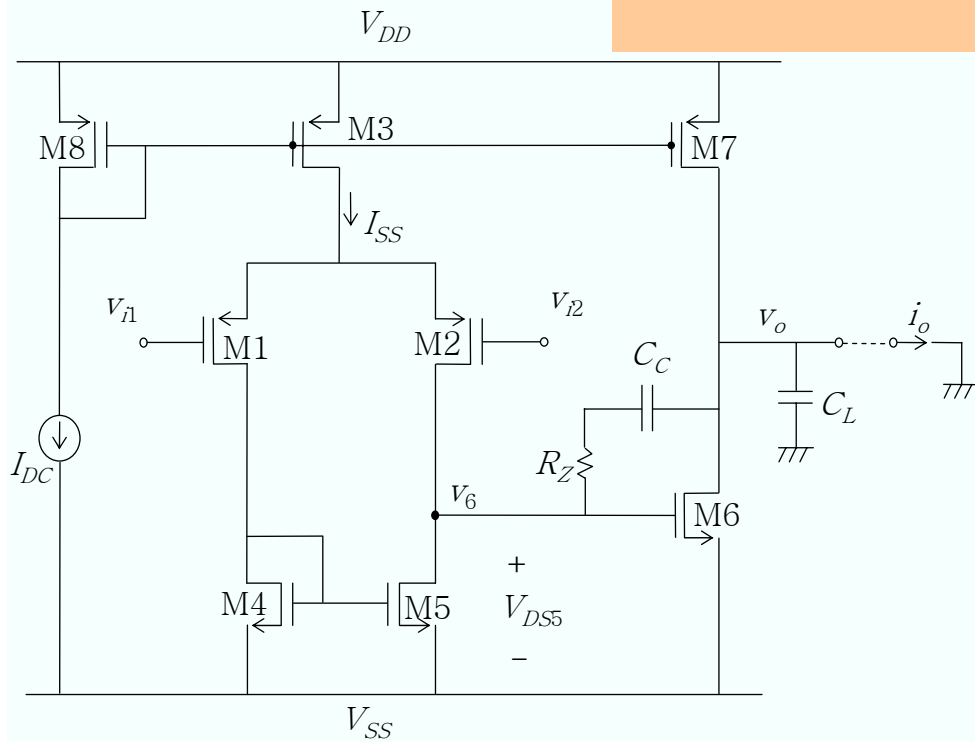 V_DD
M8
M3
M7
I_SS
v_i1
v_i2
M1
M2
v_o
i_o
C_C
C_L
I_DC
R_Z
v_6
M6
+
M4
M5
V_DS5
−
V_SS